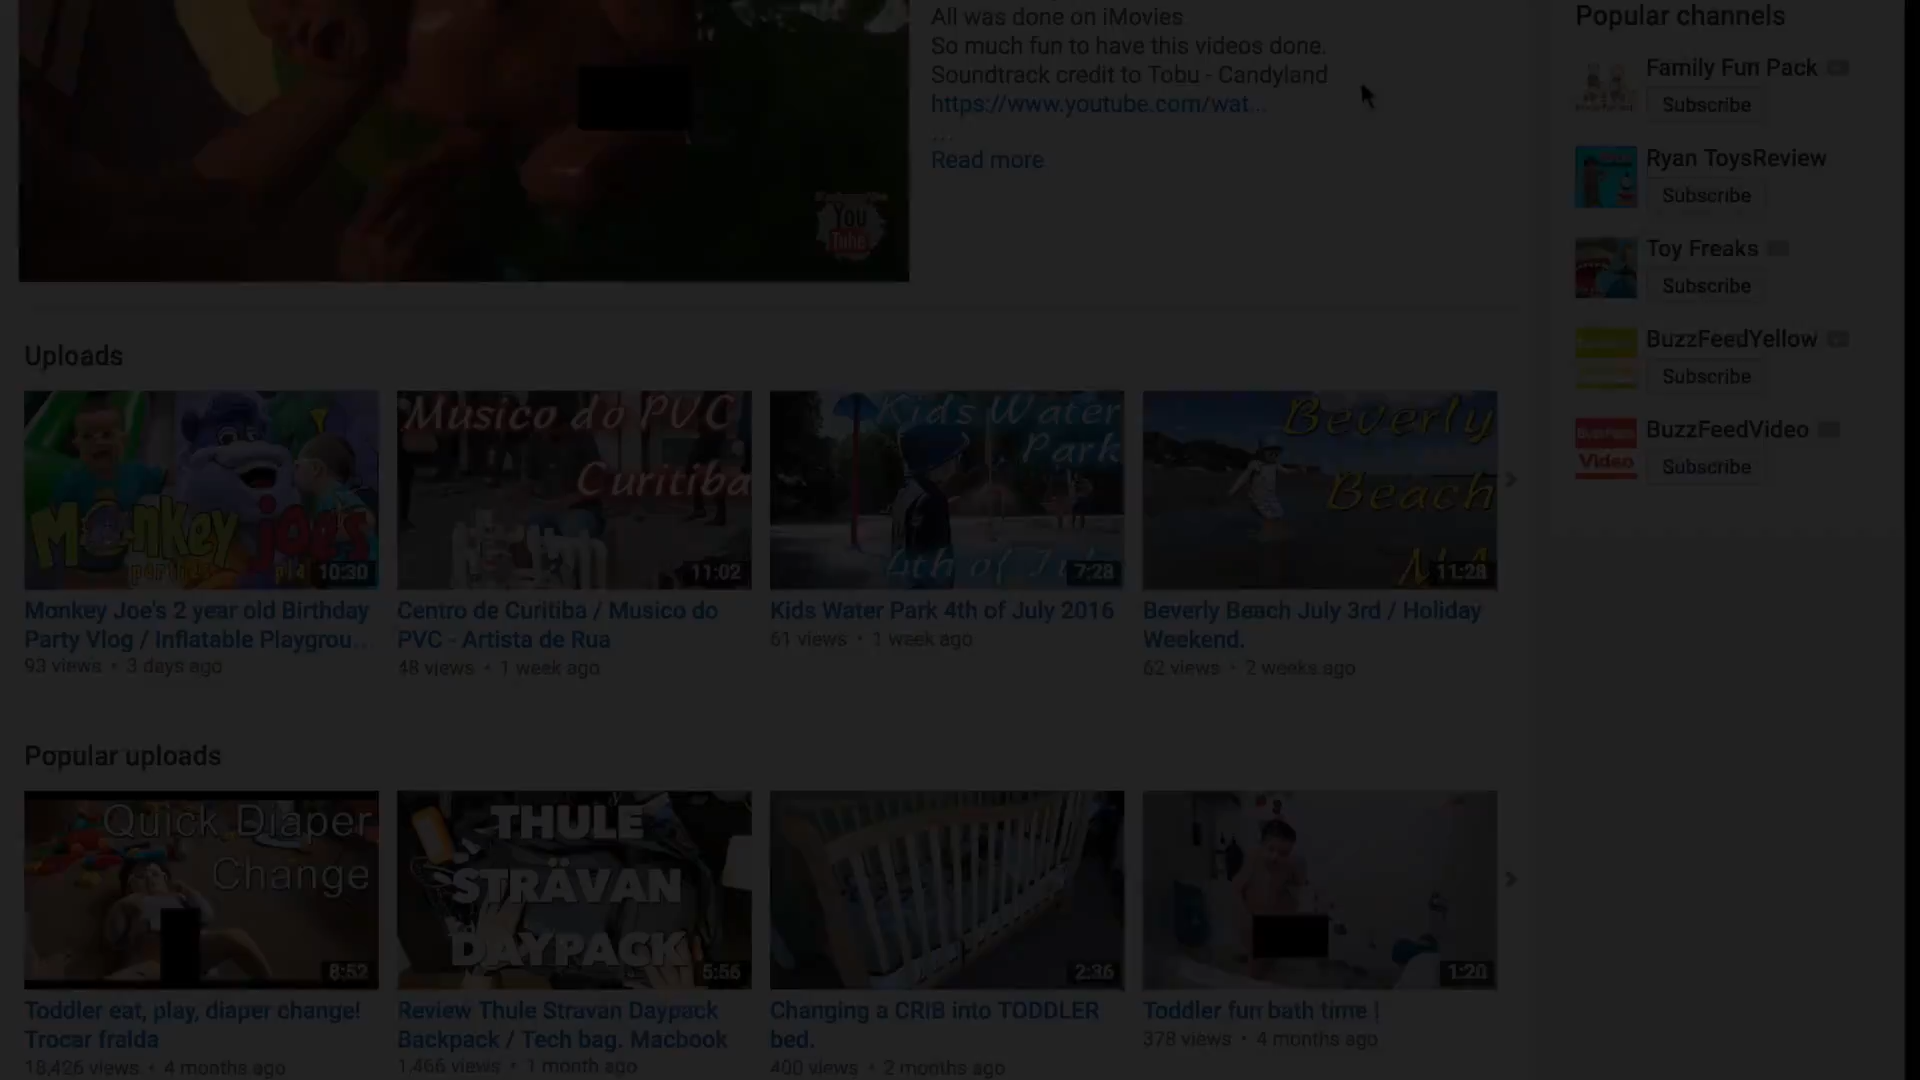 All was done on iMovies
So much fun to have this videos done.
Soundtrack credit to Tobu - Candyland
https://www.youtube.com/wat...
...
Read more
You
Tube
Popular channels
Family Fun Pack
Subscribe
Ryan ToysReview
Subscribe
Toy Freaks
Subscribe
BuzzFeedYellow
Subscribe
BuzzFeedVideo
Subscribe
Video
Uploads
Monkey joe's
10:30
Musico do PVC
Curitiba
11:02
Kids Water
Park
4th of
7:28
Beverly
Beach
11:28
Monkey Joe's 2 year old Birthday
Party Vlog / Inflatable Playgrou...
93 views • 3 days ago
Centro de Curitiba / Musico do
PVC - Artista de Rua
48 views • 1 week ago
Kids Water Park 4th of July 2016
61 views • 1 week ago
Beverly Beach July 3rd / Holiday
Weekend.
62 views • 2 weeks ago
Popular uploads
Quick Diaper
Change
8:52
THULE
STRÄVAN
DAYPACK
5:56
2:36
1:20
Toddler eat, play, diaper change!
Trocar fralda
18,426 views • 4 months ago
Review Thule Stravan Daypack
Backpack / Tech bag. Macbook
1,466 views • 1 month ago
Changing a CRIB into TODDLER
bed.
400 views • 2 months ago
Toddler fun bath time |
378 views • 4 months ago